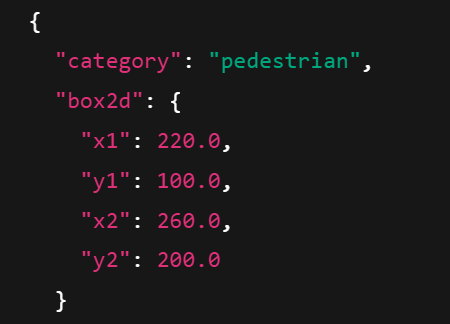 {
"category": "pedestrian",
"box2d": {
"x1": 220.0,
"y1": 100.0,
"x2": 260.0,
"y2": 200.0
}